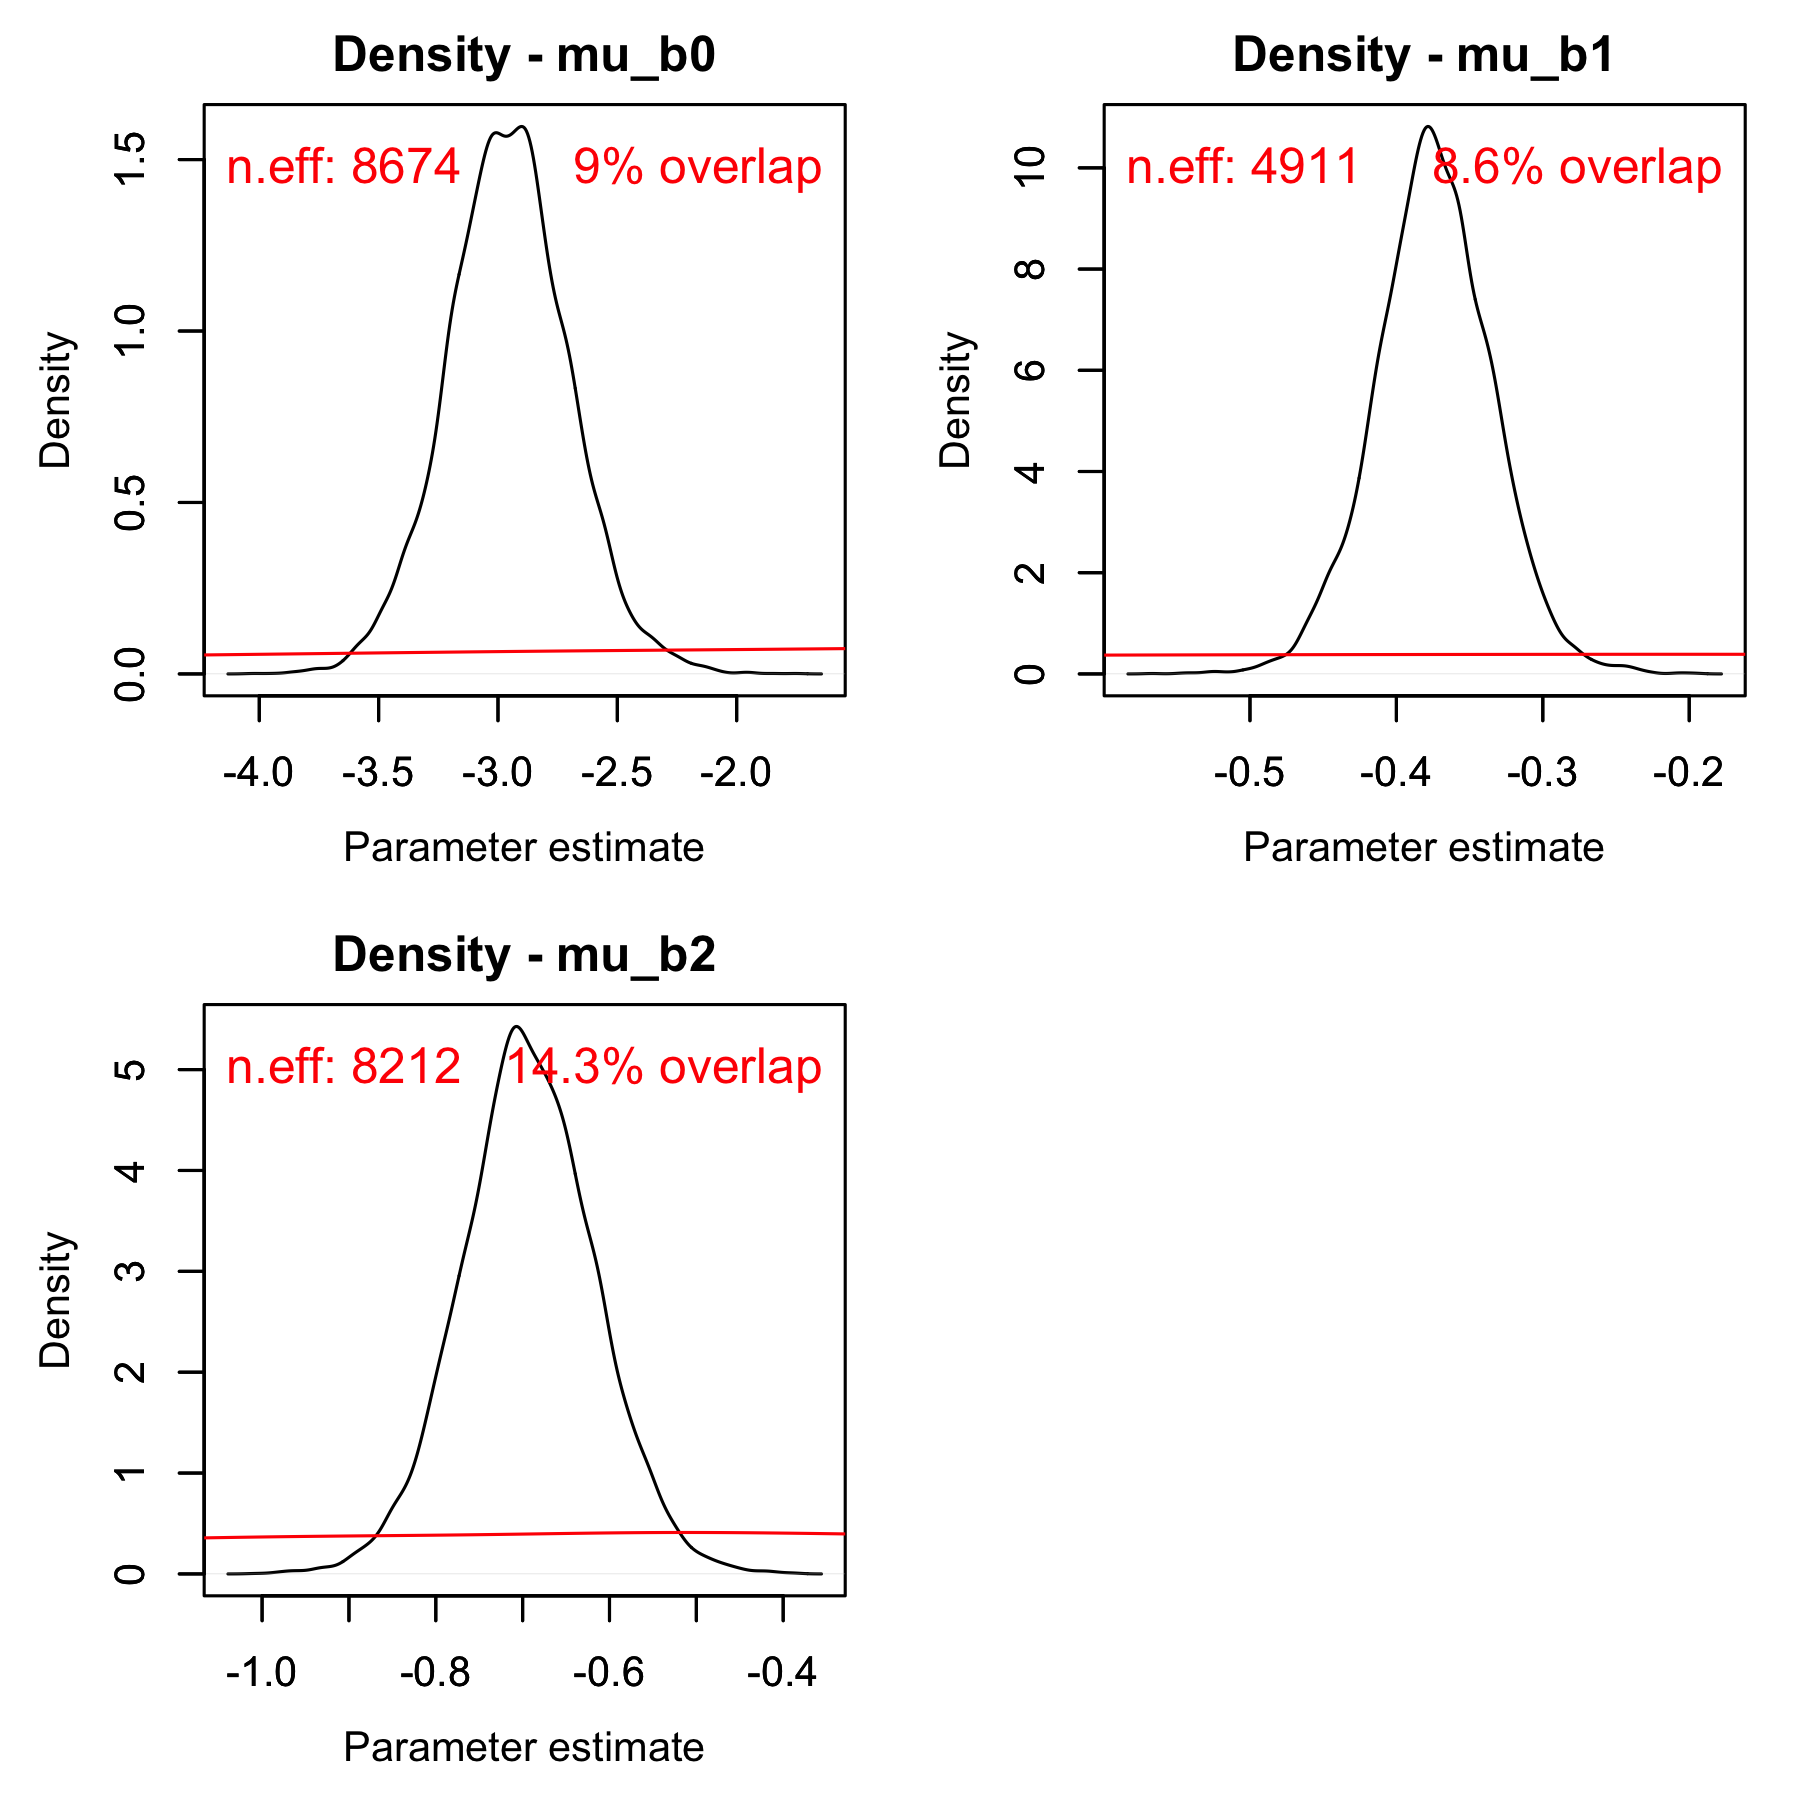 Density - mu_b0
n.eff: 8674 9% overlap
Density
0.0 0.5 1.0 1.5
-4.0 -3.5 -3.0 -2.5 -2.0
Parameter estimate
Density - mu_b1
n.eff: 4911 8.6% overlap
Density
0 2 4 6 8 10
-0.5 -0.4 -0.3 -0.2
Parameter estimate
Density - mu_b2
n.eff: 8212 14.3% overlap
Density
0 1 2 3 4 5
-1.0 -0.8 -0.6 -0.4
Parameter estimate